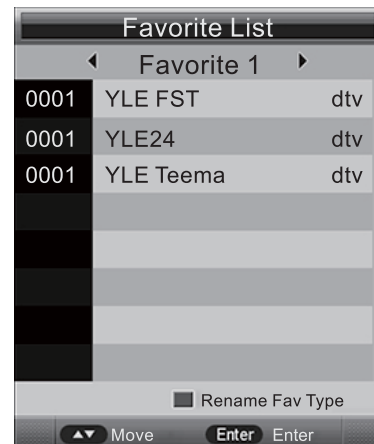 Favorite List
Favorite 1
0001 YLE FST dtv
0001 YLE24 dtv
0001 YLE Teema dtv
Rename Fav Type
Move Enter Enter